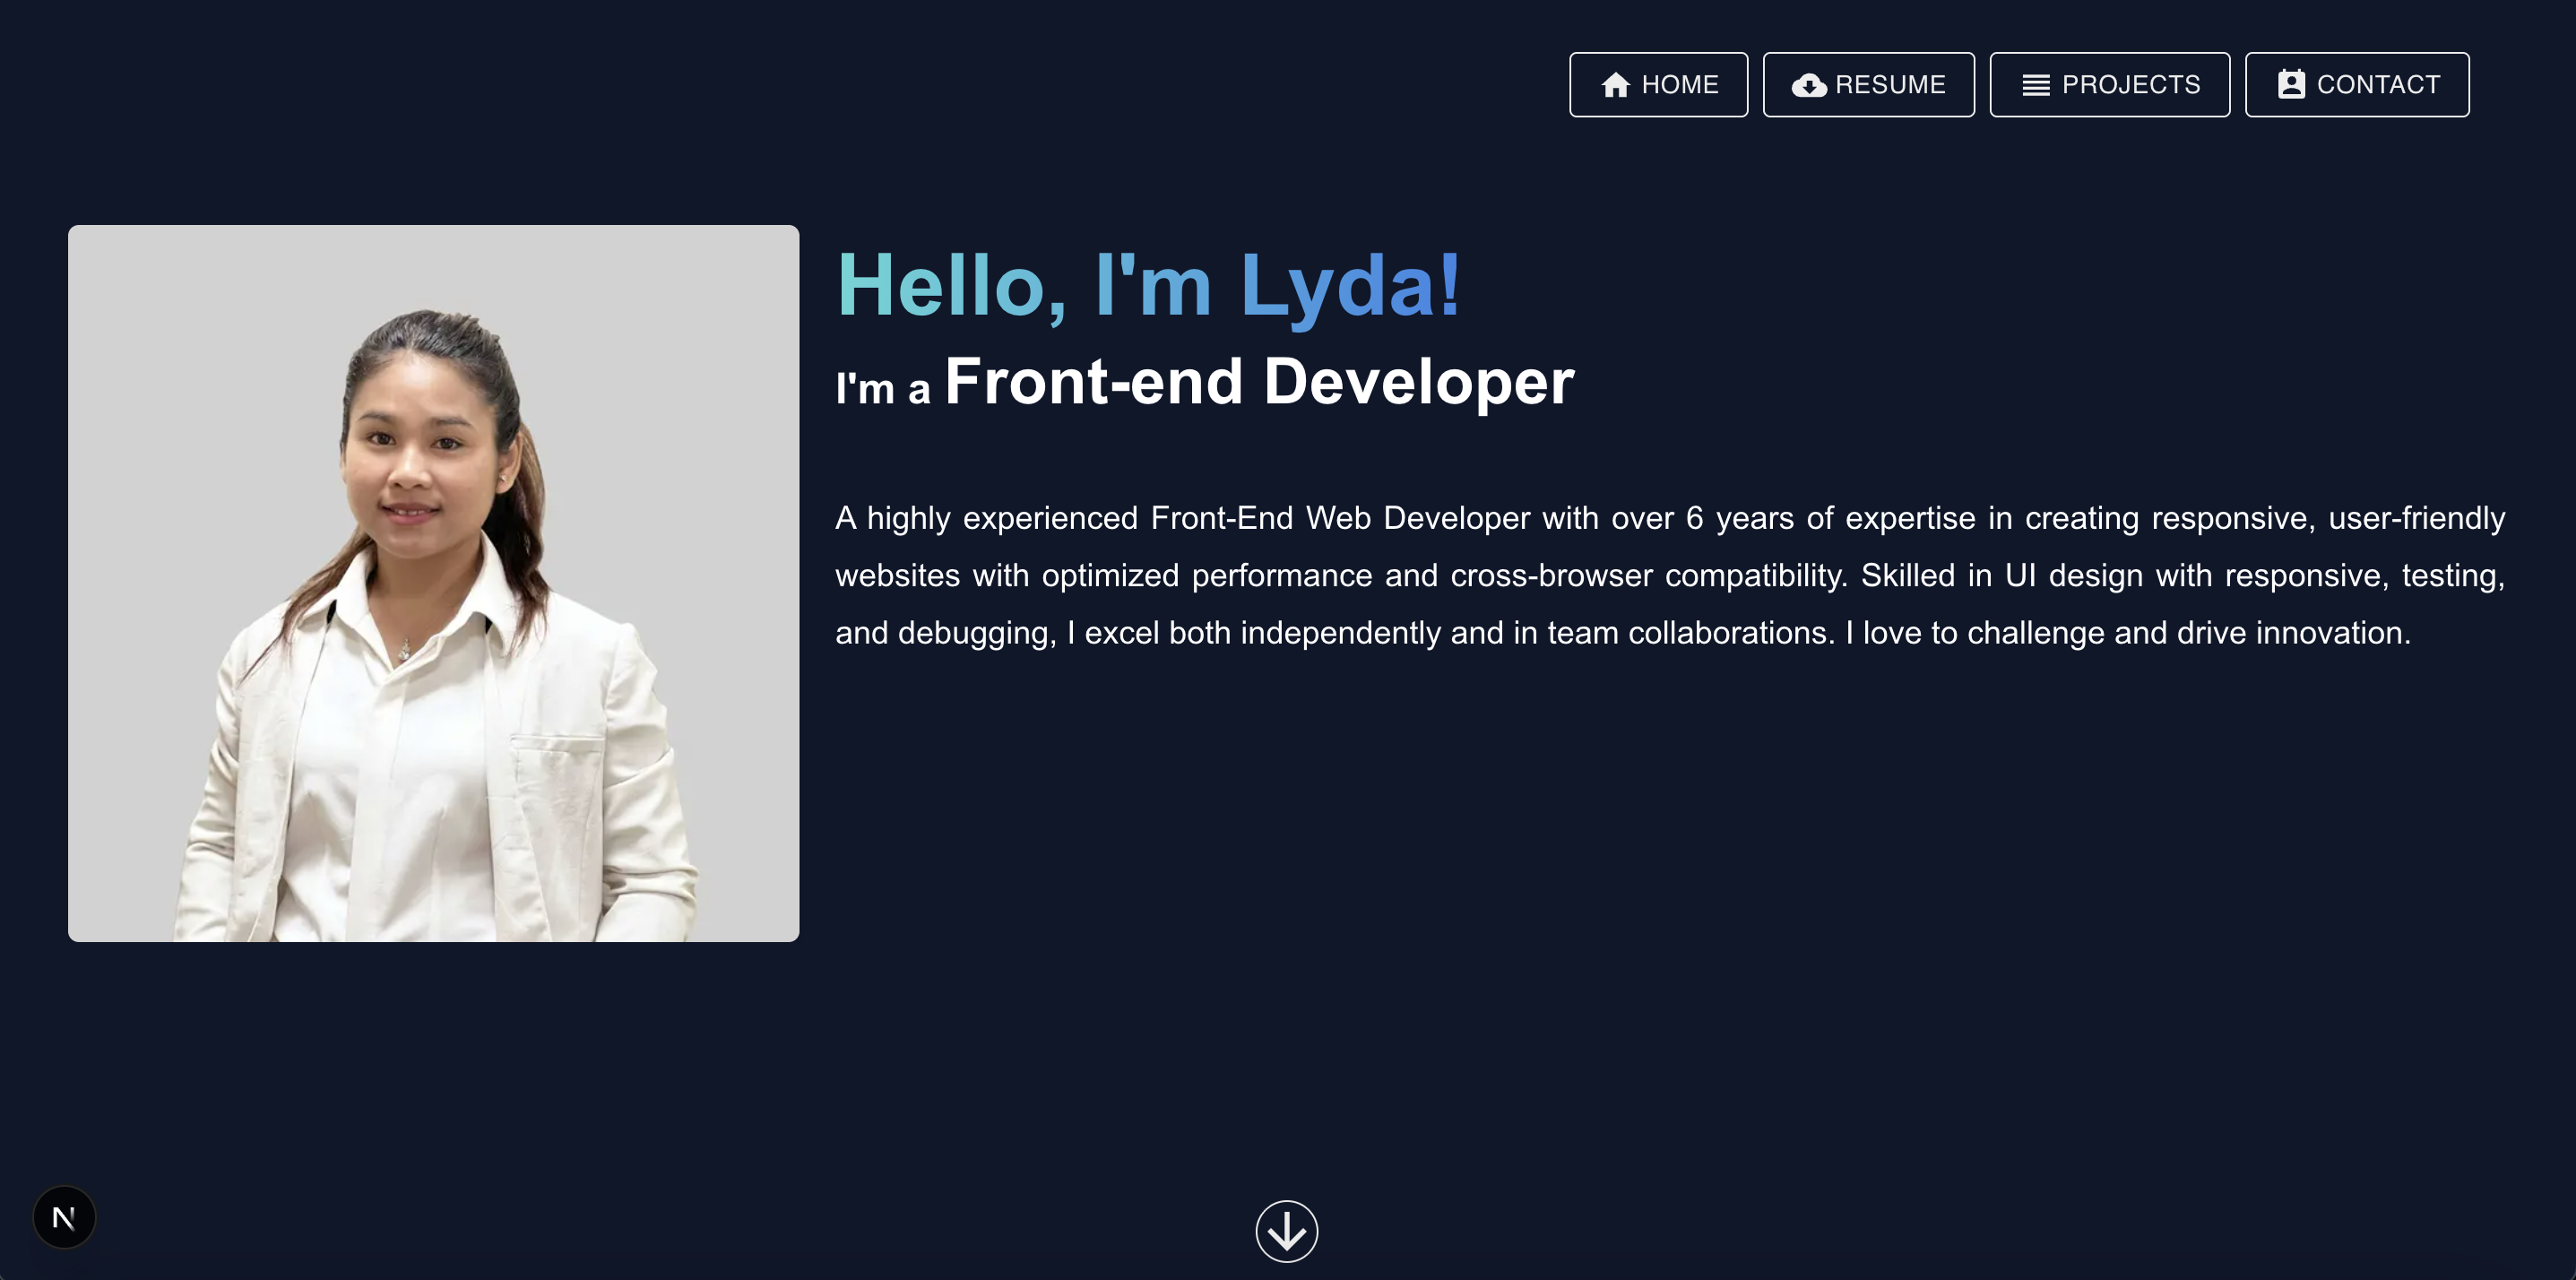 HOME RESUME PROJECTS CONTACT
Hello, I'm Lyda!
I'm a Front-end Developer
A highly experienced Front-End Web Developer with over 6 years of expertise in creating responsive, user-friendly
websites with optimized performance and cross-browser compatibility. Skilled in UI design with responsive, testing,
and debugging, I excel both independently and in team collaborations. I love to challenge and drive innovation.
N